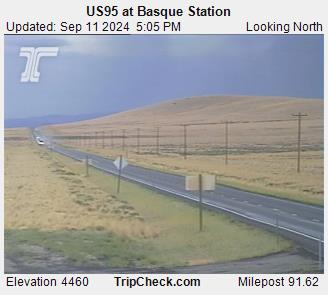 US95 at Basque Station
Updated: Sep 11 2024 5:05 PM Looking North
Elevation 4460 TripCheck.com Milepost 91.62